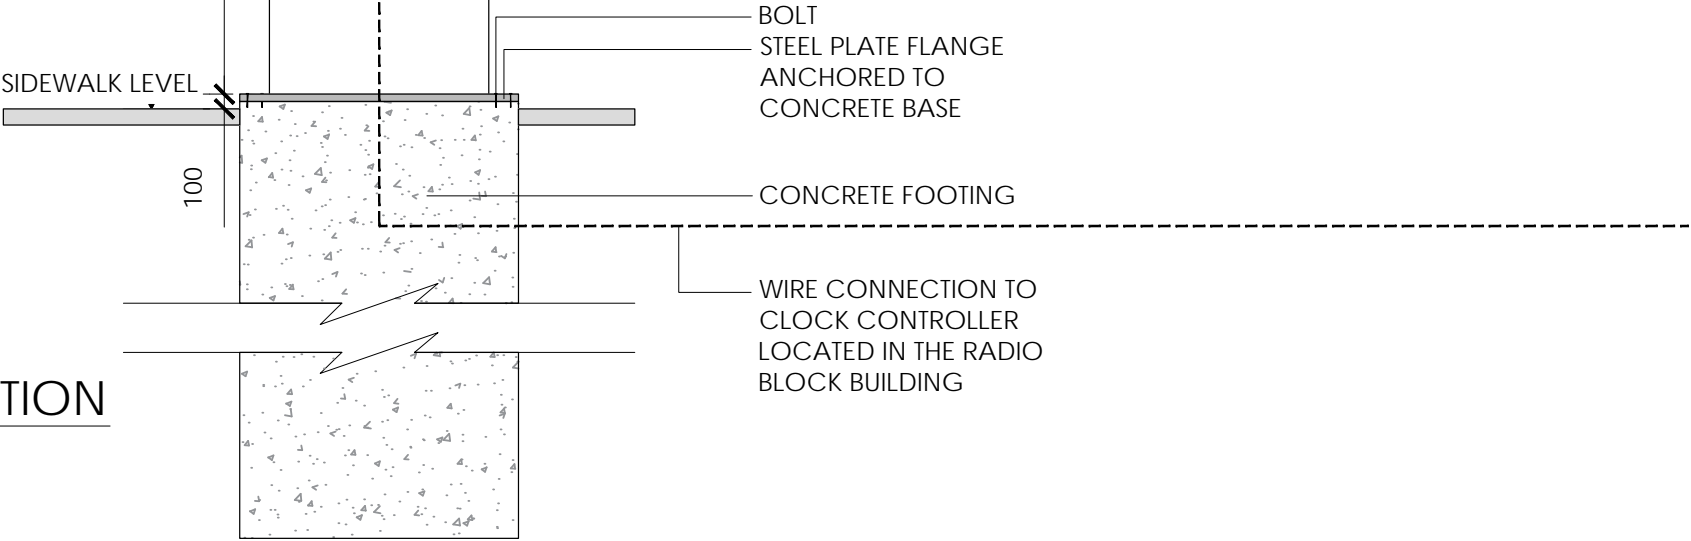 BOLT
STEEL PLATE FLANGE
ANCHORED TO
CONCRETE BASE
SIDEWALK LEVEL
100
CONCRETE FOOTING
WIRE CONNECTION TO
CLOCK CONTROLLER
LOCATED IN THE RADIO
BLOCK BUILDING
TION